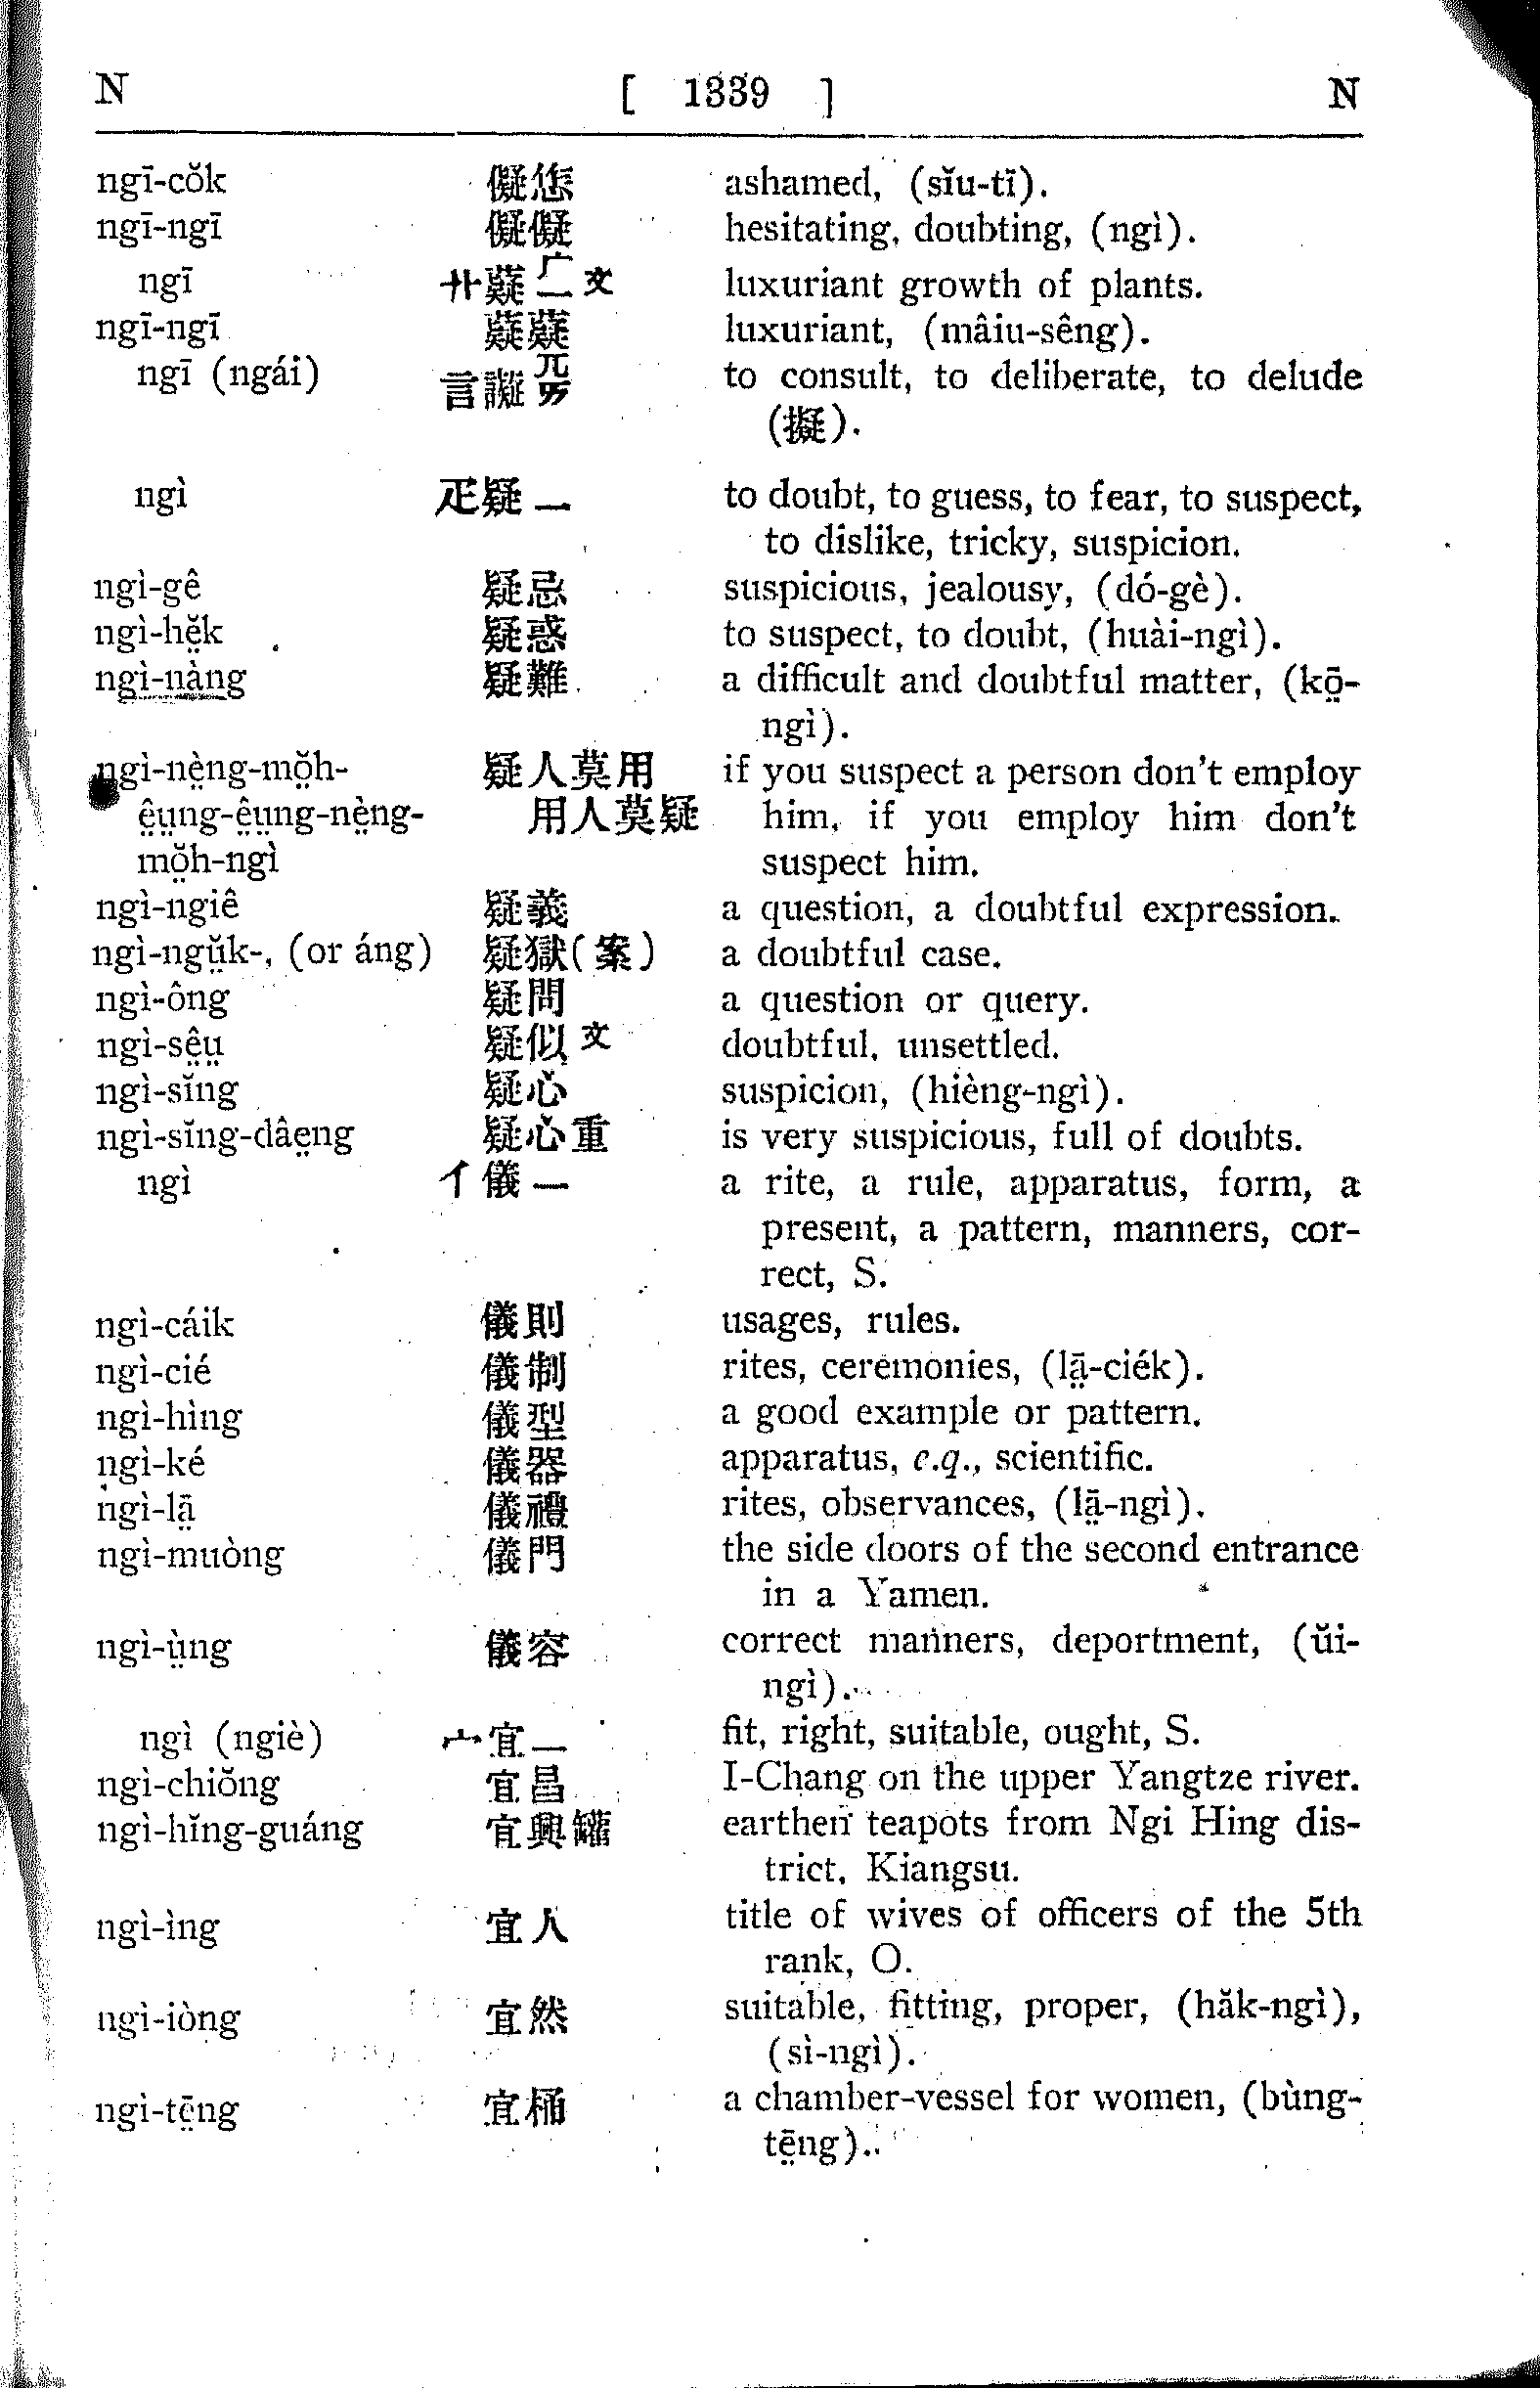 N [ 1339 ] N
ngī-cŏ̤k 儗㤰 ashamed, (sĭu-tī).
ngī-ngī 儗儗 hesitating, doubting, (ngì).
ngī 艹薿 文 luxuriant growth of plants.
ngī-ngī 薿薿 luxuriant, (mâiu-sêng).
ngī (ngái) 言譺 to consult, to deliberate, to delude
(擬).
ngì 疋疑一 to doubt, to guess, to fear, to suspect,
to dislike, tricky, suspicion.
ngì-gê 疑忌 suspicious, jealousy, (dó-gè).
ngì-hĕ̤k 疑惑 to suspect, to doubt, (huài-ngì).
ngì-nàng 疑難 a difficult and doubtful matter, (kō̤-
ngì).
ngì-nè̤ng-mŏ̤h- 疑人莫用 if you suspect a person don't employ
ê̤ṳng-ê̤ṳng-nè̤ng- 用人莫疑 him, if you employ him don't
mŏ̤h-ngì suspect him.
ngì-ngiê 疑義 a question, a doubtful expression.
ngì-ngṳ̆k-, (or áng) 疑獄(案) a doubtful case.
ngì-ông 疑問 a question or query.
ngì-sê̤ṳ 疑似文 doubtful, unsettled.
ngì-sĭng 疑心 suspicion, (hièng-ngì).
ngì-sĭng-dâe̤ng 疑心重 is very suspicious, full of doubts.
ngì 亻儀一 a rite, a rule, apparatus, form, a
present, a pattern, manners, cor-
rect, S.
ngì-cáik 儀則 usages, rules.
ngì-cié 儀制 rites, ceremonies, (lā̤-ciék).
ngì-hìng 儀型 a good example or pattern.
ngì-ké 儀器 apparatus, e.g., scientific.
ngì-lā̤ 儀禮 rites, observances, (lā̤-ngì).
ngì-muòng 儀門 the side doors of the second entrance
in a Yamen.
ngì-ṳ̀ng 儀容 correct manners, deportment, (ŭi-
ngì).
ngì (ngiè) 宀宜一 fit, right, suitable, ought, S.
ngì-chiŏng 宜昌 I-Chang on the upper Yangtze river.
ngì-hĭng-guáng 宜興罐 earthen teapots from Ngi Hing dis-
trict, Kiangsu.
ngì-ìng 宜人 title of wives of officers of the 5th
rank, O.
ngì-iòng 宜然 suitable, fitting, proper, (hăk-ngì),
(sì-ngì).
ngì-tē̤ng 宜桶 a chamber-vessel for women, (bùng-
tē̤ng).